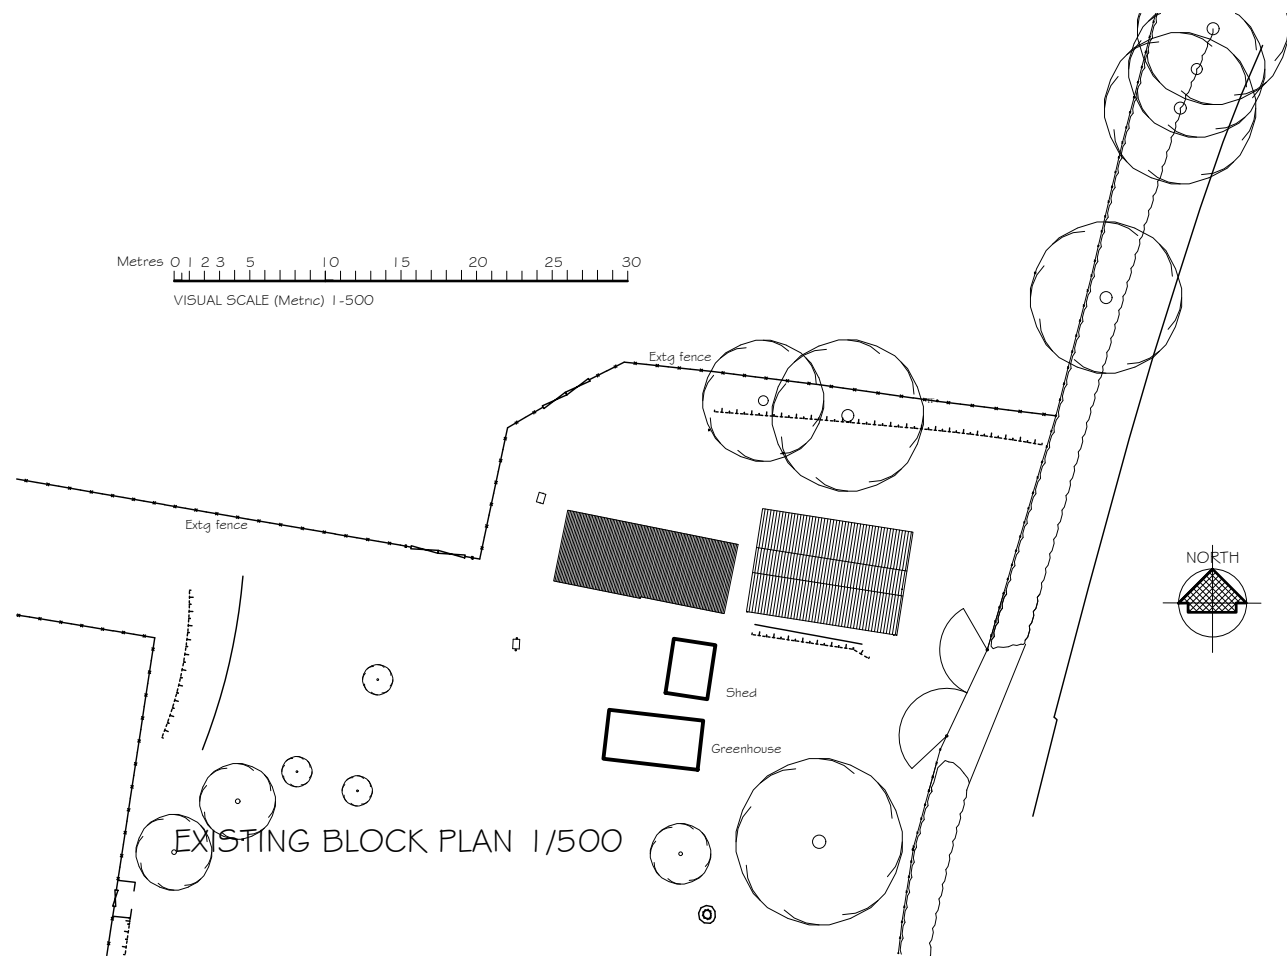 Metres 0 1 2 3 5 10 15 20 25 30
VISUAL SCALE (Metric) 1-500
Extg fence
Extg fence
NORTH
Shed
Greenhouse
EXISTING BLOCK PLAN 1/500